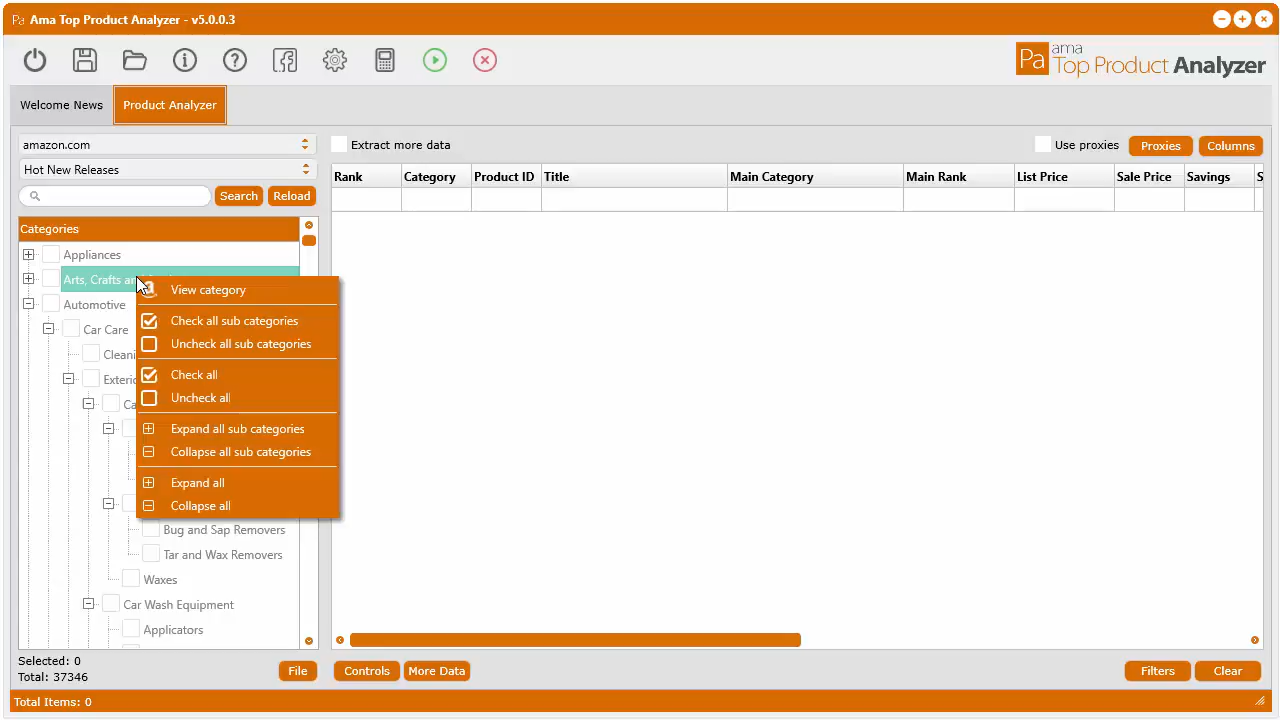 Pa Ama Top Product Analyzer - v5.0.0.3
Pa ama
Top Product Analyzer
Welcome News
Product Analyzer
amazon.com
Extract more data
Use proxies
Proxies
Columns
Hot New Releases
Search
Reload
Rank
Category
Product ID
Title
Main Category
Main Rank
List Price
Sale Price
Savings
S
Categories
Appliances
Arts, Crafts
Automotive
Car Care
View category
Check all sub categories
Uncheck all sub categories
Check all
Uncheck all
Expand all sub categories
Collapse all sub categories
Expand all
Collapse all
Bug and Sap Removers
Tar and Wax Removers
Waxes
Car Wash Equipment
Applicators
Selected: 0
Total: 37346
File
Controls
More Data
Filters
Clear
Total Items: 0